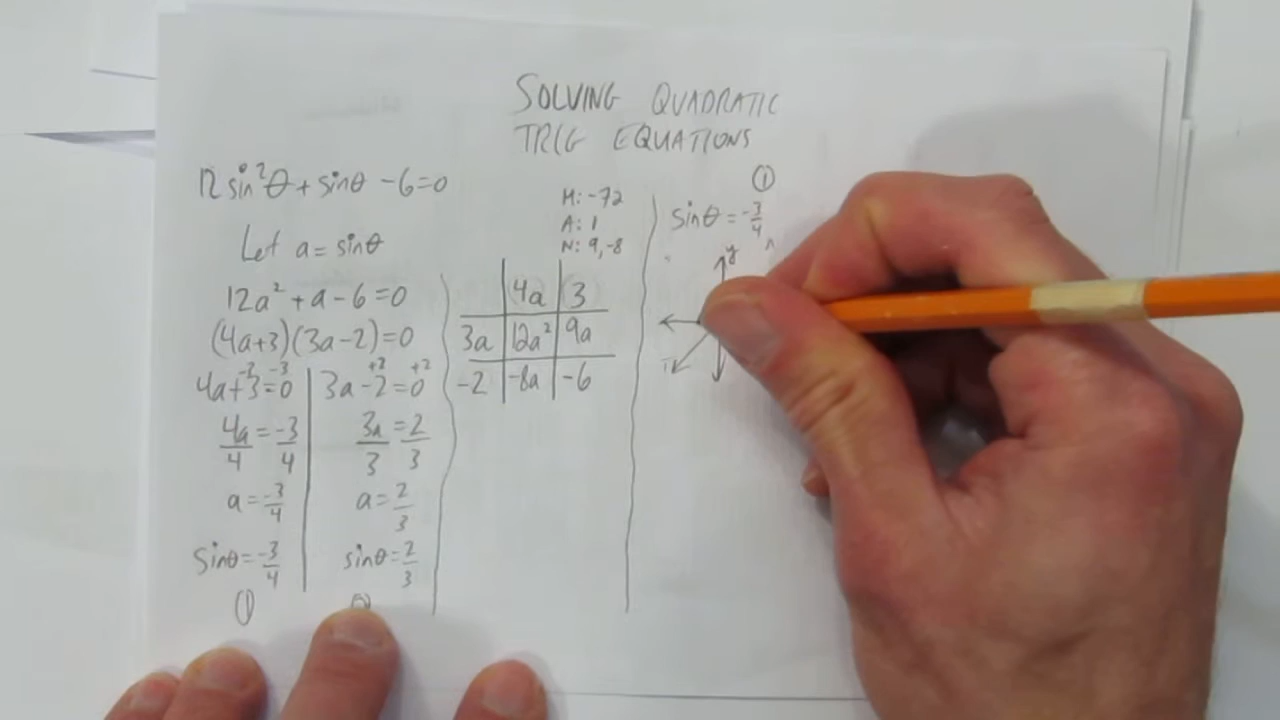 SOLVING QUADRATIC
TRIG EQUATIONS
12 sin²θ + sinθ - 6 = 0
Let a = sinθ
12a² + a - 6 = 0
(4a+3)(3a-2) = 0
4a + 3 = 0
-3 -3
4a/4 = -3/4
a = -3/4
sinθ = -3/4
①
3a - 2 = 0
+2 +2
3a/3 = 2/3
a = 2/3
sinθ = 2/3
M: -72
A: 1
N: 9, -8
4a 3
3a 12a² 9a
-2 -8a -6
①
sinθ = -3/4
y